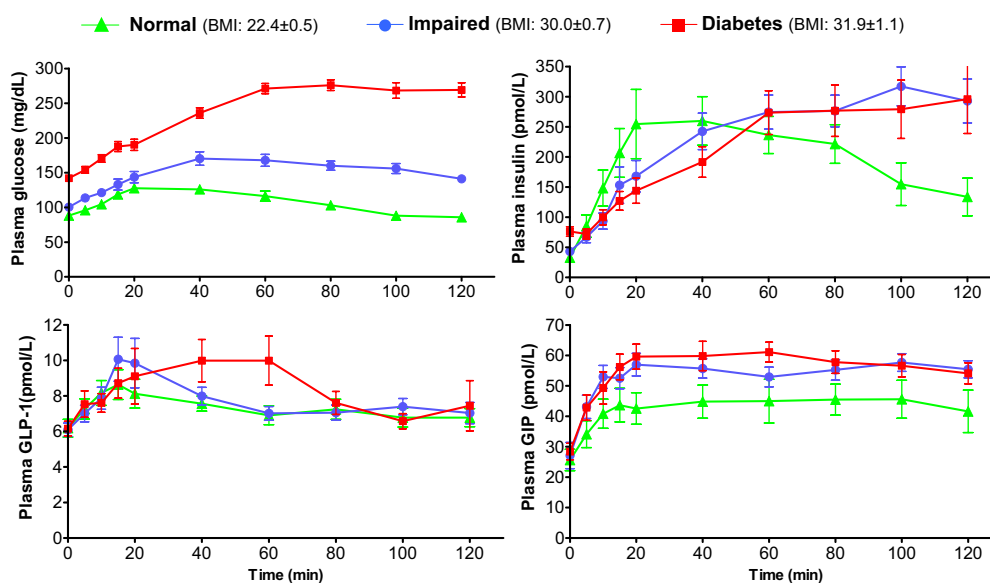 Normal (BMI: 22.4±0.5) Impaired (BMI: 30.0±0.7) Diabetes (BMI: 31.9±1.1)
Plasma glucose (mg/dL)
300
250
200
150
100
50
0
0 20 40 60 80 100 120
Plasma insulin (pmol/L)
350
300
250
200
150
100
50
0
0 20 40 60 80 100 120
Plasma GLP-1(pmol/L)
12
10
8
6
4
2
0
0 20 40 60 80 100 120
Time (min)
Plasma GIP (pmol/L)
70
60
50
40
30
20
10
0
0 20 40 60 80 100 120
Time (min)